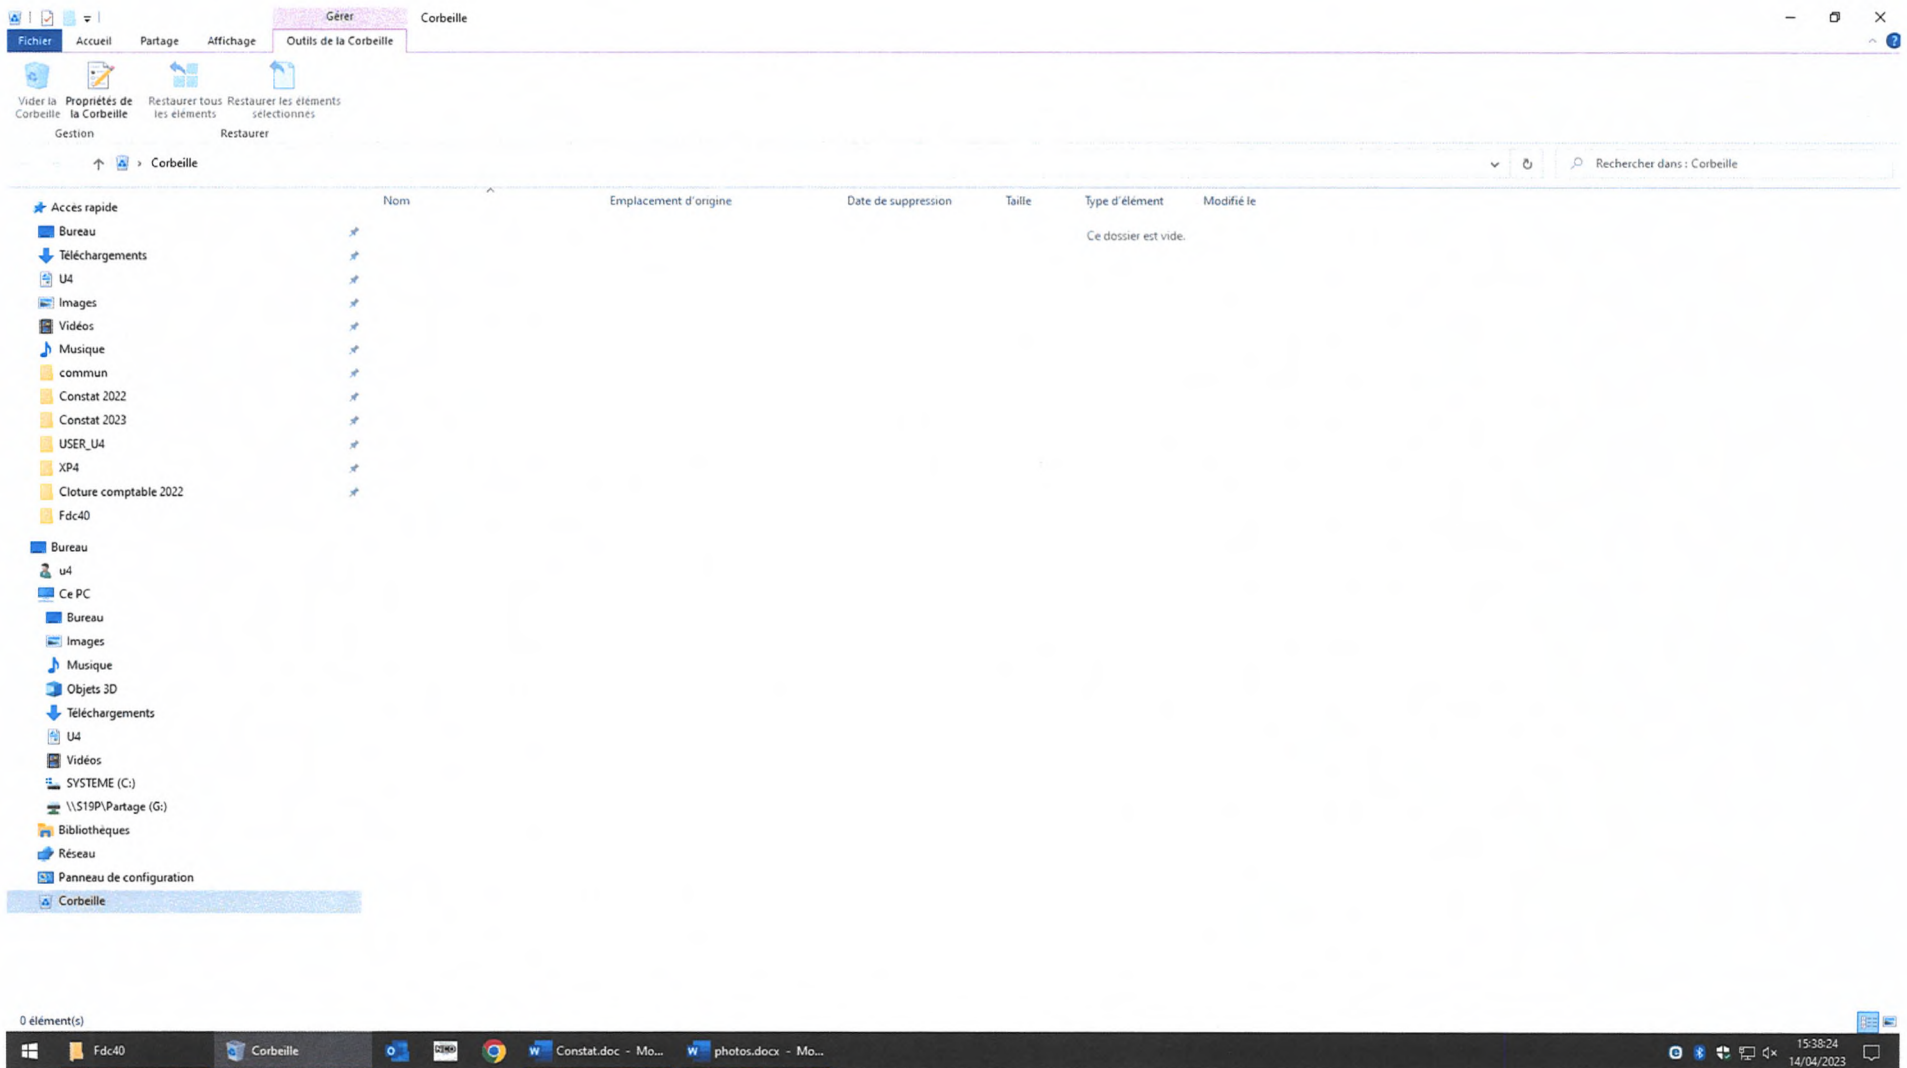 Gérer
Corbeille
Fichier Accueil Partage Affichage Outils de la Corbeille
Vider la Corbeille
Propriétés de la Corbeille
Restaurer tous les éléments
Restaurer les éléments sélectionnés
Gestion
Restaurer
Corbeille
Rechercher dans : Corbeille
Nom Emplacement d'origine Date de suppression Taille Type d'élément Modifié le
Ce dossier est vide.
Accès rapide
Bureau
Téléchargements
U4
Images
Vidéos
Musique
commun
Constat 2022
Constat 2023
USER_U4
XP4
Cloture comptable 2022
Fdc40
Bureau
u4
Ce PC
Bureau
Images
Musique
Objets 3D
Téléchargements
U4
Vidéos
SYSTEME (C:)
\\S19P\Partage (G:)
Bibliothèques
Réseau
Panneau de configuration
Corbeille
0 élément(s)
Fdc40
Corbeille
Constat.doc - Mo...
photos.docx - Mo...
15:38:24
14/04/2023